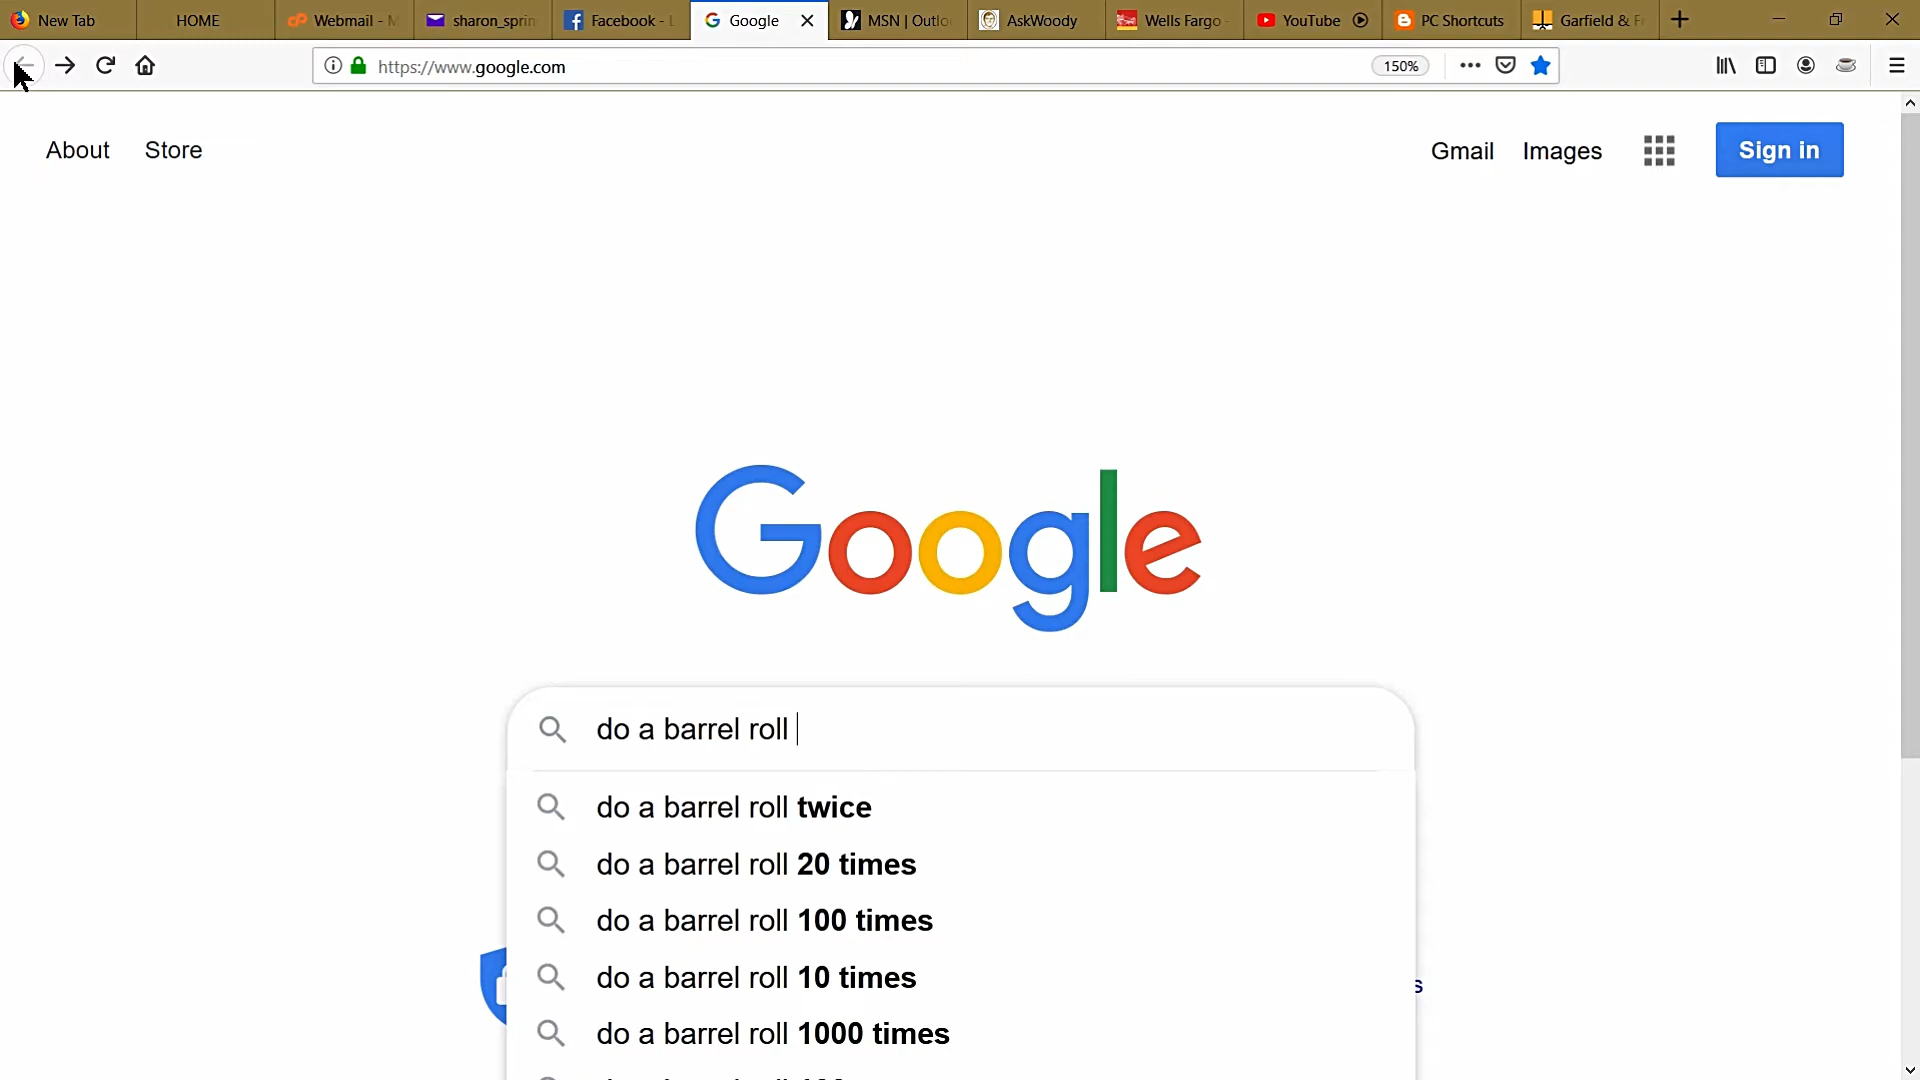 New Tab
HOME
Webmail - M
sharon_sprin
Facebook - L
Google
MSN | Outlo
AskWoody
Wells Fargo -
YouTube
PC Shortcuts
Garfield & F
https://www.google.com
150%
About
Store
Gmail
Images
Sign in
Google
do a barrel roll
do a barrel roll twice
do a barrel roll 20 times
do a barrel roll 100 times
do a barrel roll 10 times
s
do a barrel roll 1000 times